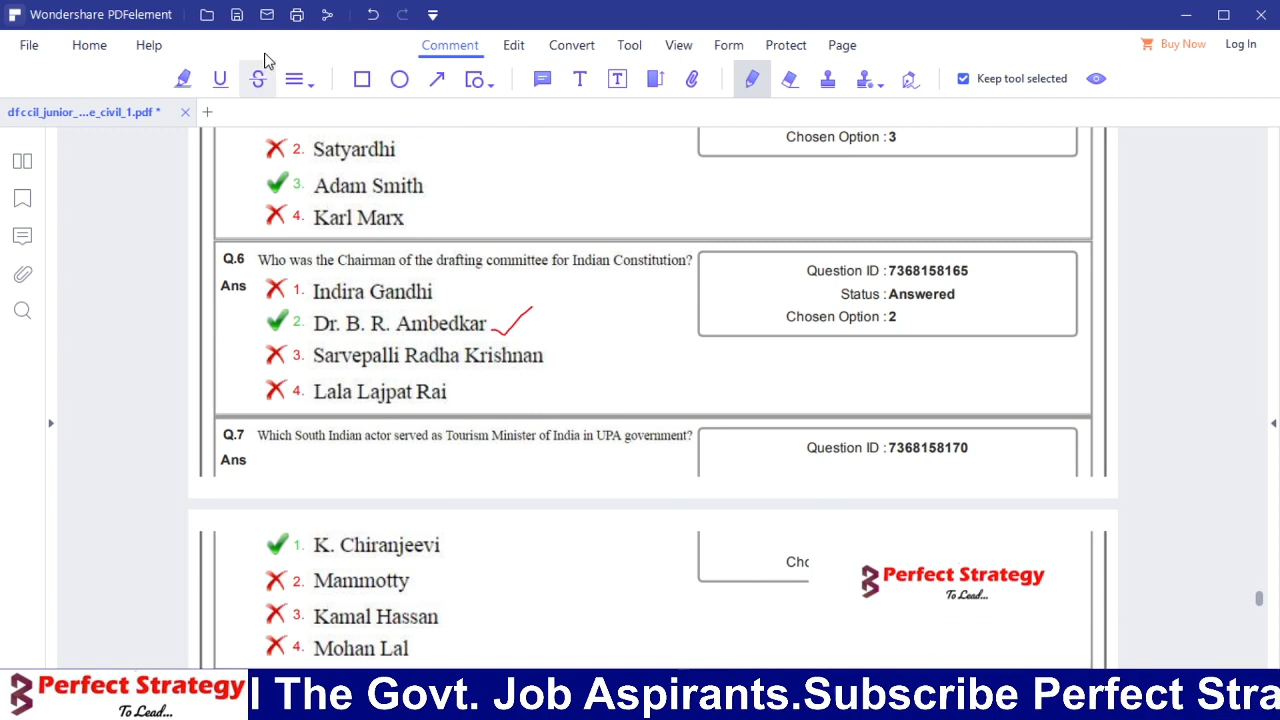 Wondershare PDFelement
File Home Help Comment Edit Convert Tool View Form Protect Page Buy Now Log In
Keep tool selected
dfccil_junior_...e_civil_1.pdf *
Chosen Option : 3
2. Satyardhi
3. Adam Smith
4. Karl Marx
Q.6 Who was the Chairman of the drafting committee for Indian Constitution?
Question ID : 7368158165
Ans 1. Indira Gandhi
Status : Answered
Chosen Option : 2
2. Dr. B. R. Ambedkar
3. Sarvepalli Radha Krishnan
4. Lala Lajpat Rai
Q.7 Which South Indian actor served as Tourism Minister of India in UPA government?
Question ID : 7368158170
Ans
1. K. Chiranjeevi
Cho
2. Mammotty
Perfect Strategy
To Lead...
3. Kamal Hassan
4. Mohan Lal
Perfect Strategy
To Lead...
l The Govt. Job Aspirants.Subscribe Perfect Stra